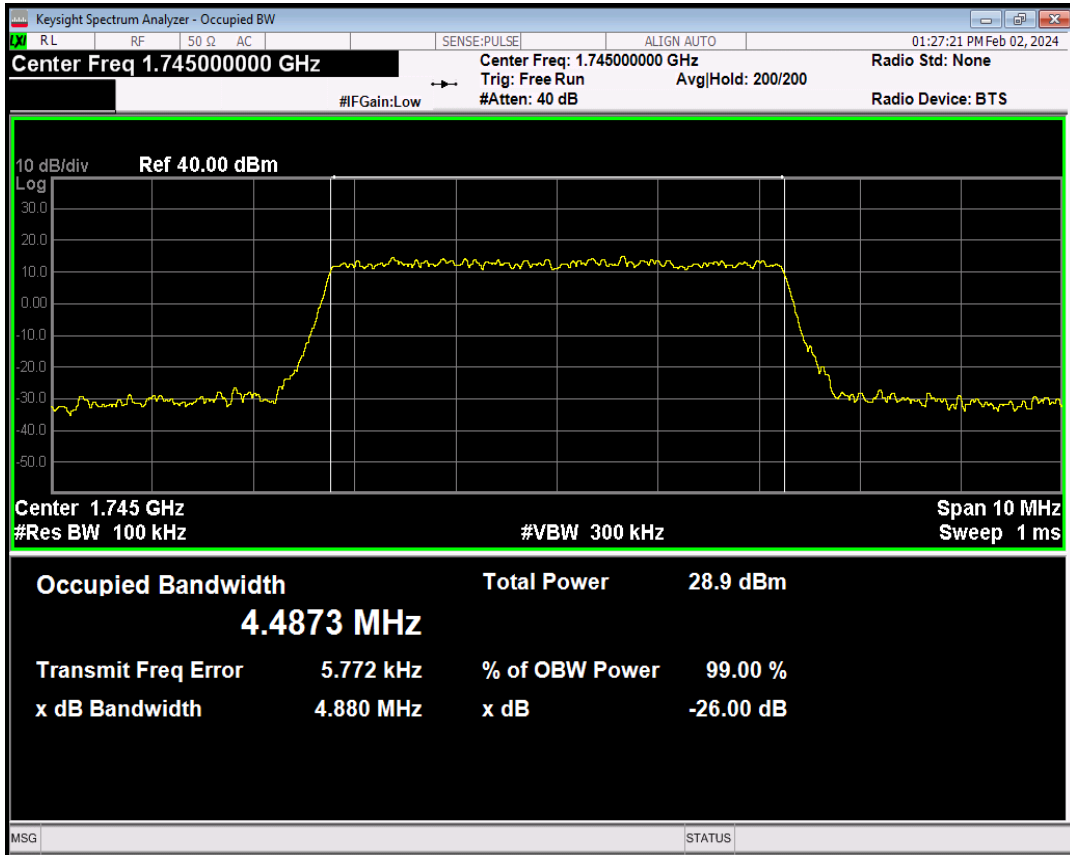 Keysight Spectrum Analyzer - Occupied BW
LXI RL RF 50 Ω AC SENSE:PULSE ALIGN AUTO 01:27:21 PM Feb 02, 2024
Center Freq 1.745000000 GHz
Center Freq: 1.745000000 GHz
Radio Std: None
Trig: Free Run Avg|Hold: 200/200
#IFGain:Low #Atten: 40 dB Radio Device: BTS
10 dB/div Ref 40.00 dBm
Log
30.0
20.0
10.0
0.00
-10.0
-20.0
-30.0
-40.0
-50.0
Center 1.745 GHz Span 10 MHz
#Res BW 100 kHz #VBW 300 kHz Sweep 1 ms
Occupied Bandwidth Total Power 28.9 dBm
4.4873 MHz
Transmit Freq Error 5.772 kHz % of OBW Power 99.00 %
x dB Bandwidth 4.880 MHz x dB -26.00 dB
MSG STATUS